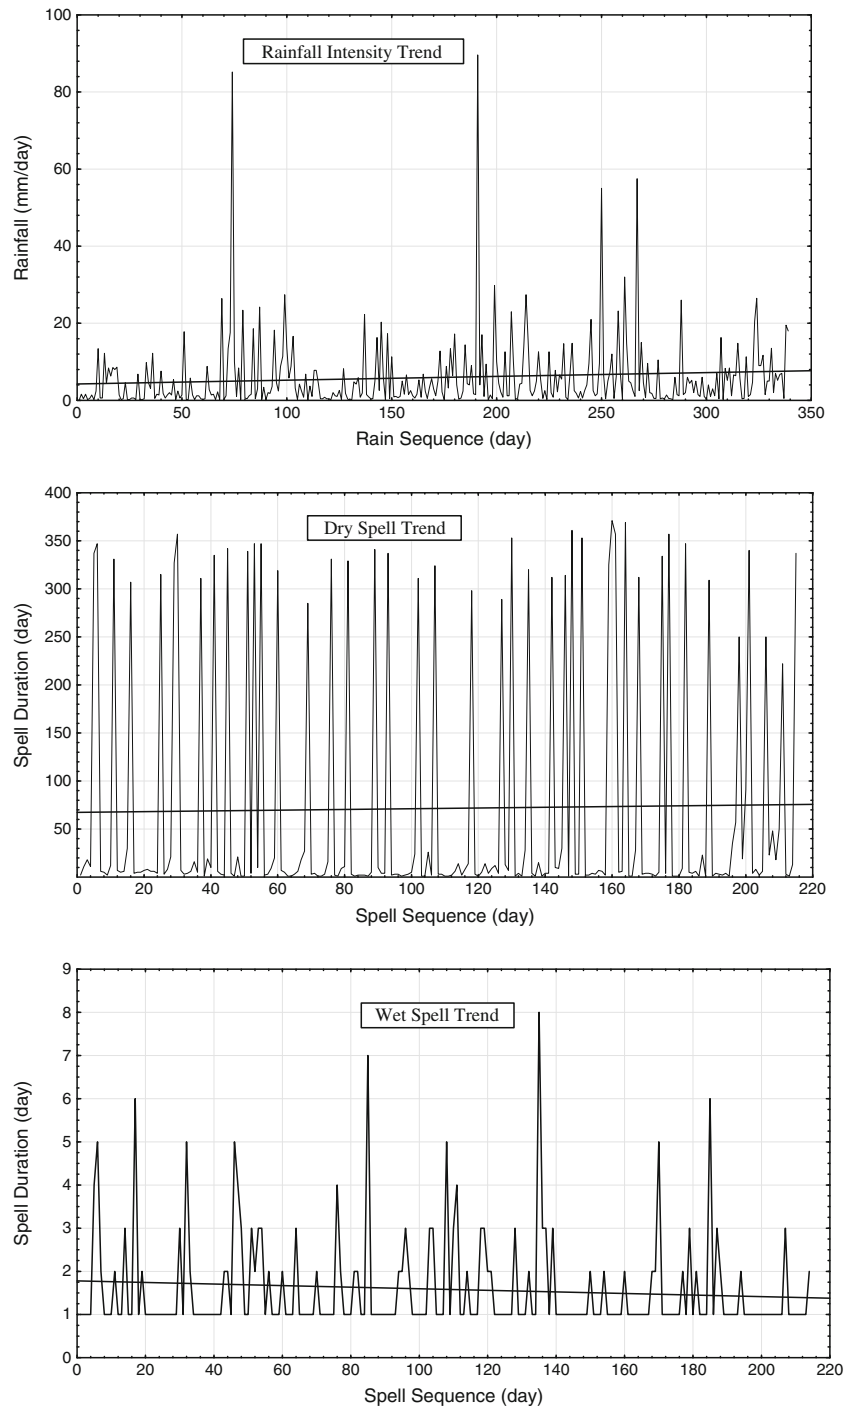 100
Rainfall Intensity Trend
80
60
40
20
0
Rainfall (mm/day)
0 50 100 150 200 250 300 350
Rain Sequence (day)
400
Dry Spell Trend
350
300
250
200
150
100
50
Spell Duration (day)
0 20 40 60 80 100 120 140 160 180 200 220
Spell Sequence (day)
9
8
Wet Spell Trend
7
6
5
4
3
2
1
0
Spell Duration (day)
0 20 40 60 80 100 120 140 160 180 200 220
Spell Sequence (day)